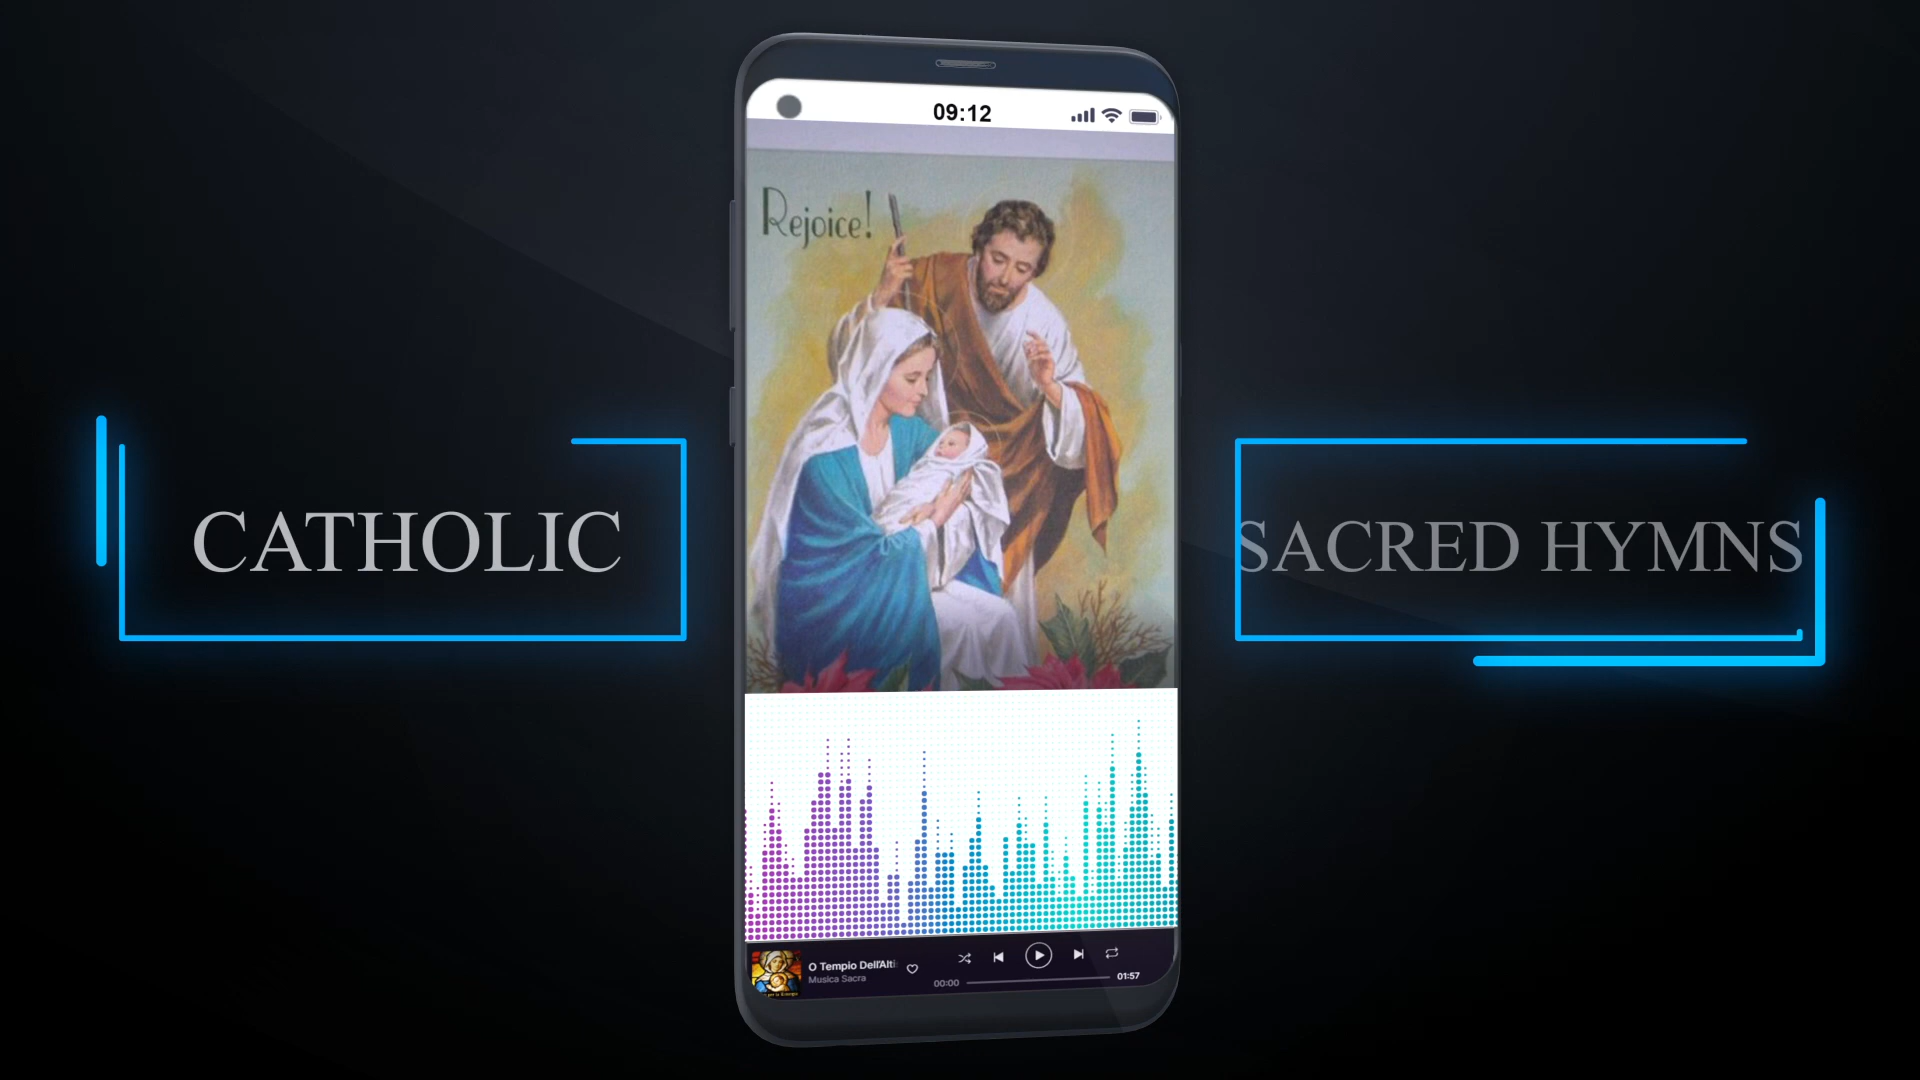 09:12
Rejoice!
CATHOLIC
SACRED HYMNS
O Tempio Dell'Alti
Musica Sacra
00:00
01:57